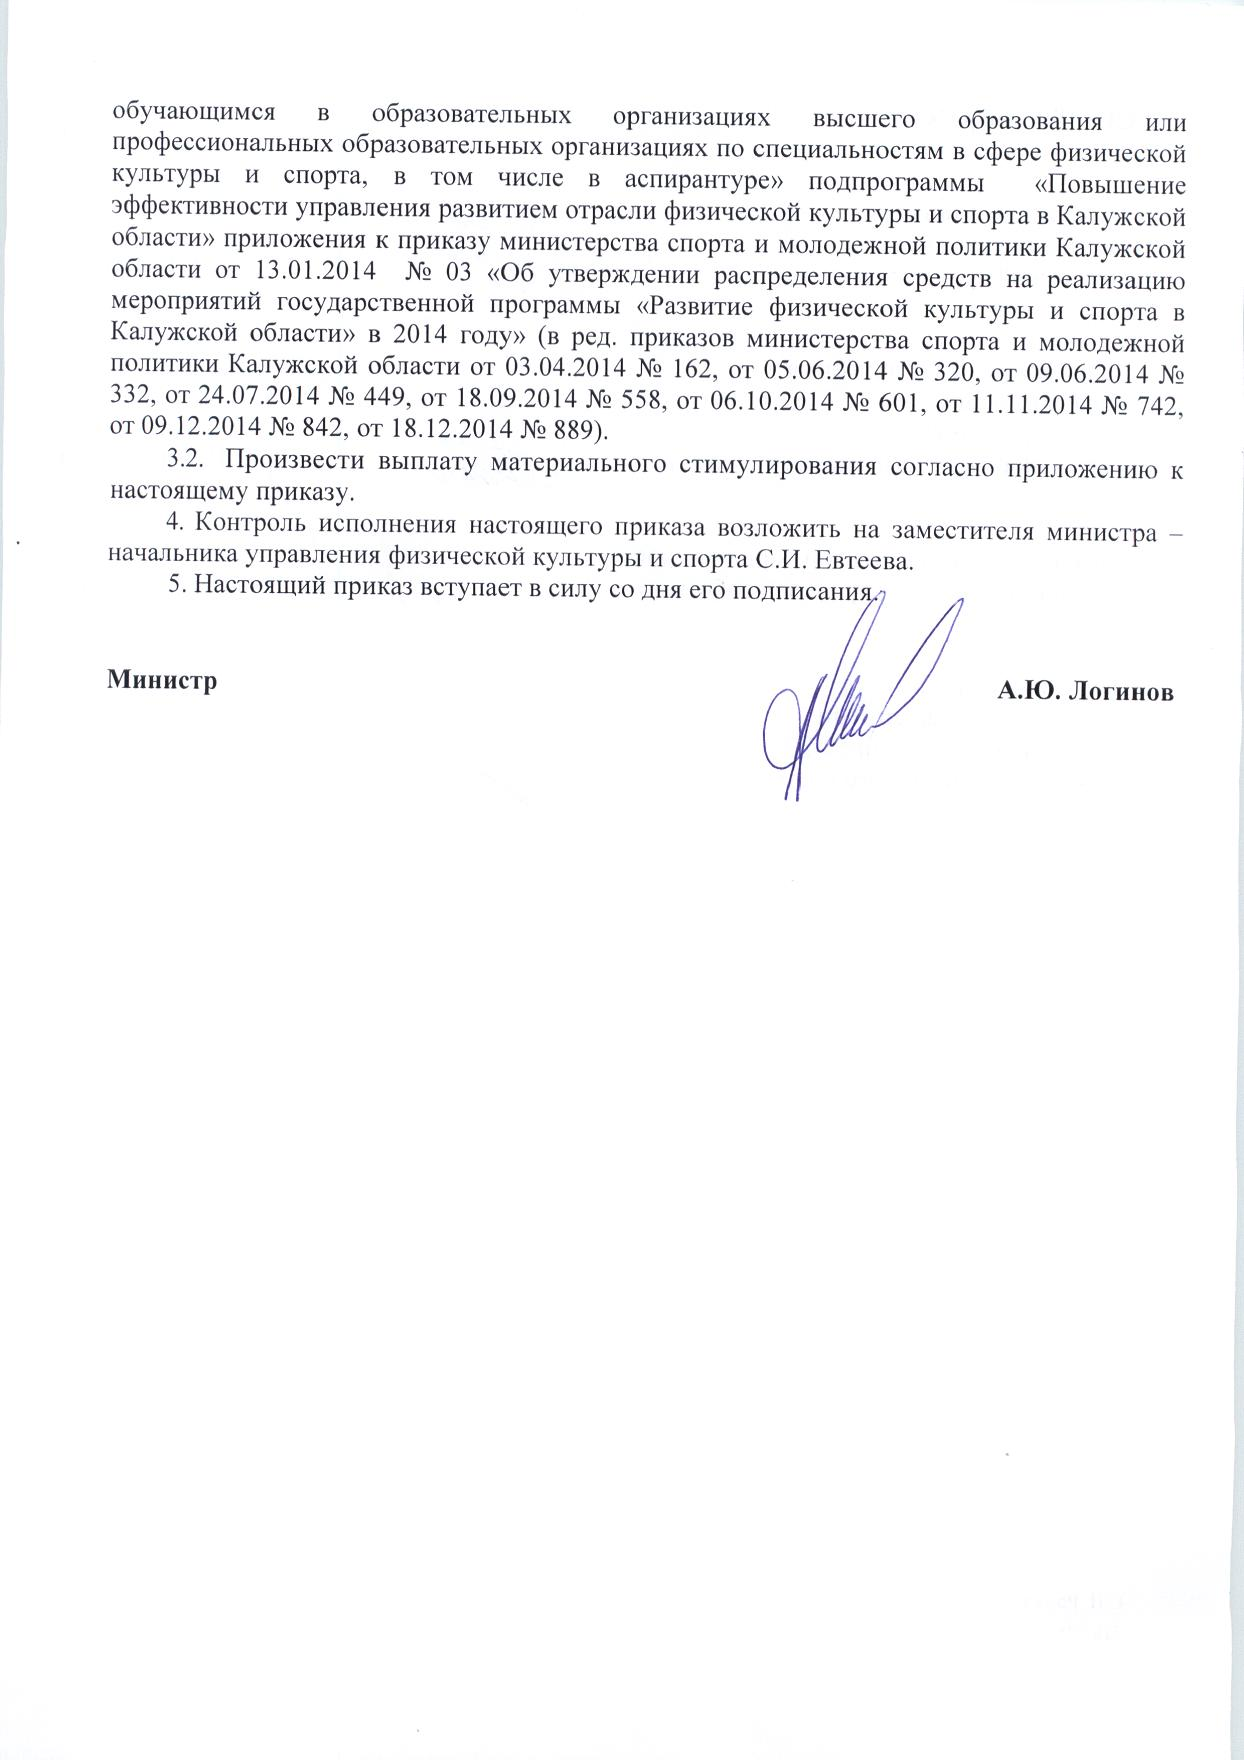 обучающимся в образовательных организациях высшего образования или
профессиональных образовательных организациях по специальностям в сфере физической
культуры и спорта, в том числе в аспирантуре» подпрограммы «Повышение
эффективности управления развитием отрасли физической культуры и спорта в Калужской
области» приложения к приказу министерства спорта и молодежной политики Калужской
области от 13.01.2014 № 03 «Об утверждении распределения средств на реализацию
мероприятий государственной программы «Развитие физической культуры и спорта в
Калужской области» в 2014 году» (в ред. приказов министерства спорта и молодежной
политики Калужской области от 03.04.2014 № 162, от 05.06.2014 № 320, от 09.06.2014 №
332, от 24.07.2014 № 449, от 18.09.2014 № 558, от 06.10.2014 № 601, от 11.11.2014 № 742,
от 09.12.2014 № 842, от 18.12.2014 № 889).
3.2. Произвести выплату материального стимулирования согласно приложению к
настоящему приказу.
4. Контроль исполнения настоящего приказа возложить на заместителя министра –
начальника управления физической культуры и спорта С.И. Евтеева.
5. Настоящий приказ вступает в силу со дня его подписания.
Министр
А.Ю. Логинов